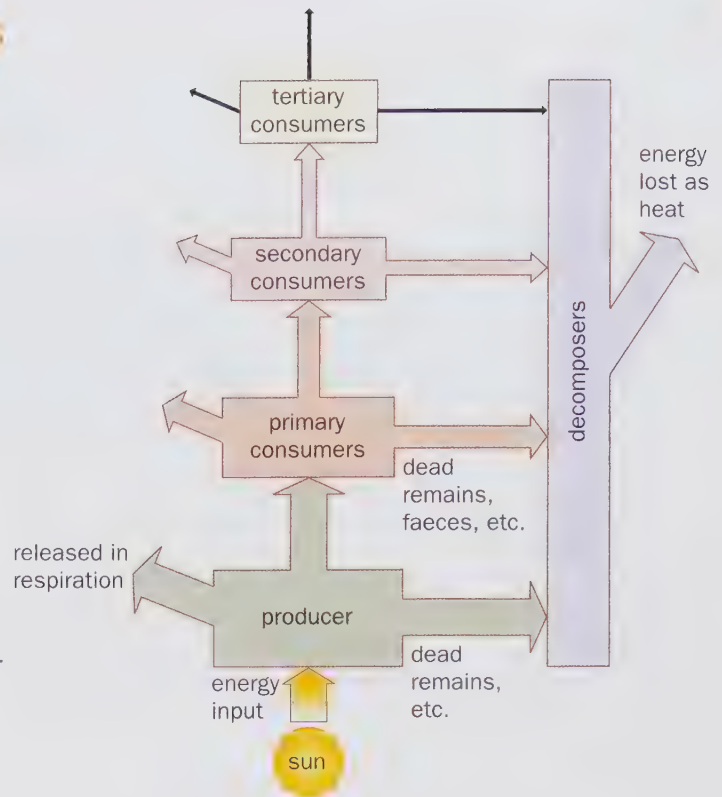 tertiary
consumers
energy
lost as
heat
secondary
consumers
decomposers
primary
consumers
dead
remains,
faeces, etc.
released in
respiration
producer
dead
remains,
etc.
energy
input
sun